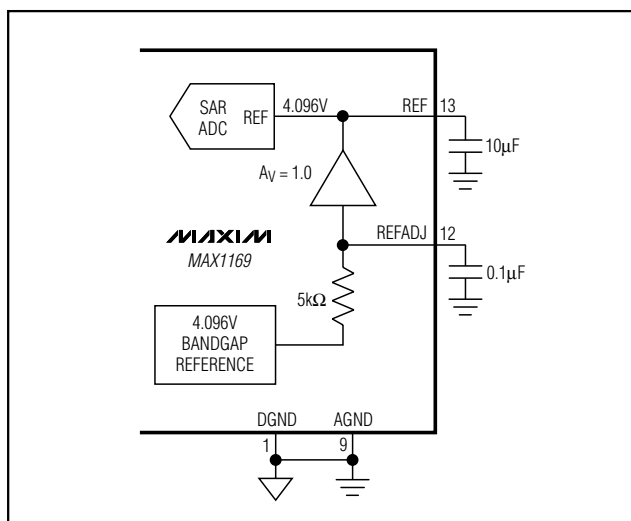 SAR
ADC
REF
4.096V
REF
13
10µF
AV = 1.0
MAXIM
MAX1169
REFADJ
12
0.1µF
5kΩ
4.096V
BANDGAP
REFERENCE
DGND
AGND
1
9